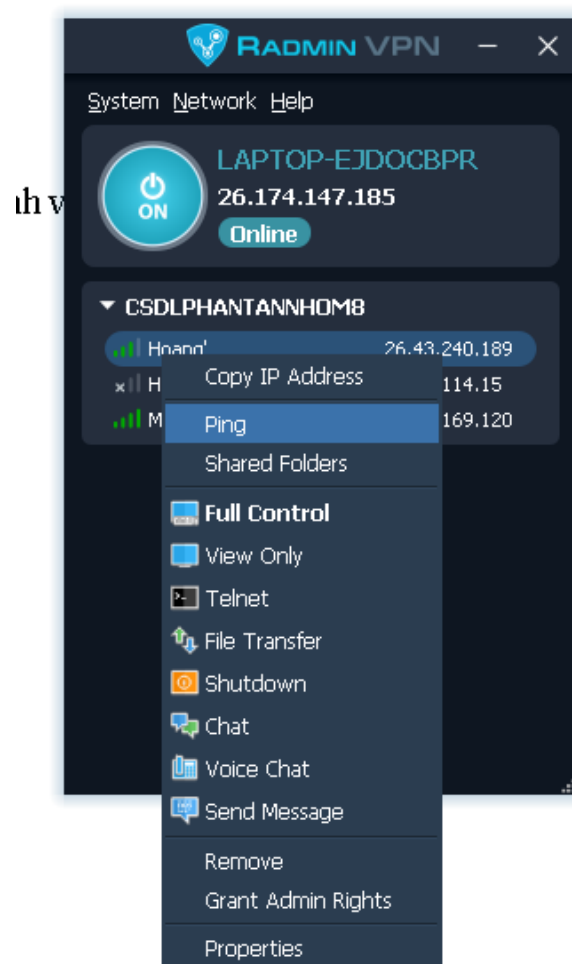 RADMIN VPN
System Network Help
LAPTOP-EJDOCBPR
ON
26.174.147.185
Online
CSDLPHANTANNHOM8
Hoang' 26.43.240.189
H 114.15
M 169.120
Copy IP Address
Ping
Shared Folders
Full Control
View Only
Telnet
File Transfer
Shutdown
Chat
Voice Chat
Send Message
Remove
Grant Admin Rights
Properties